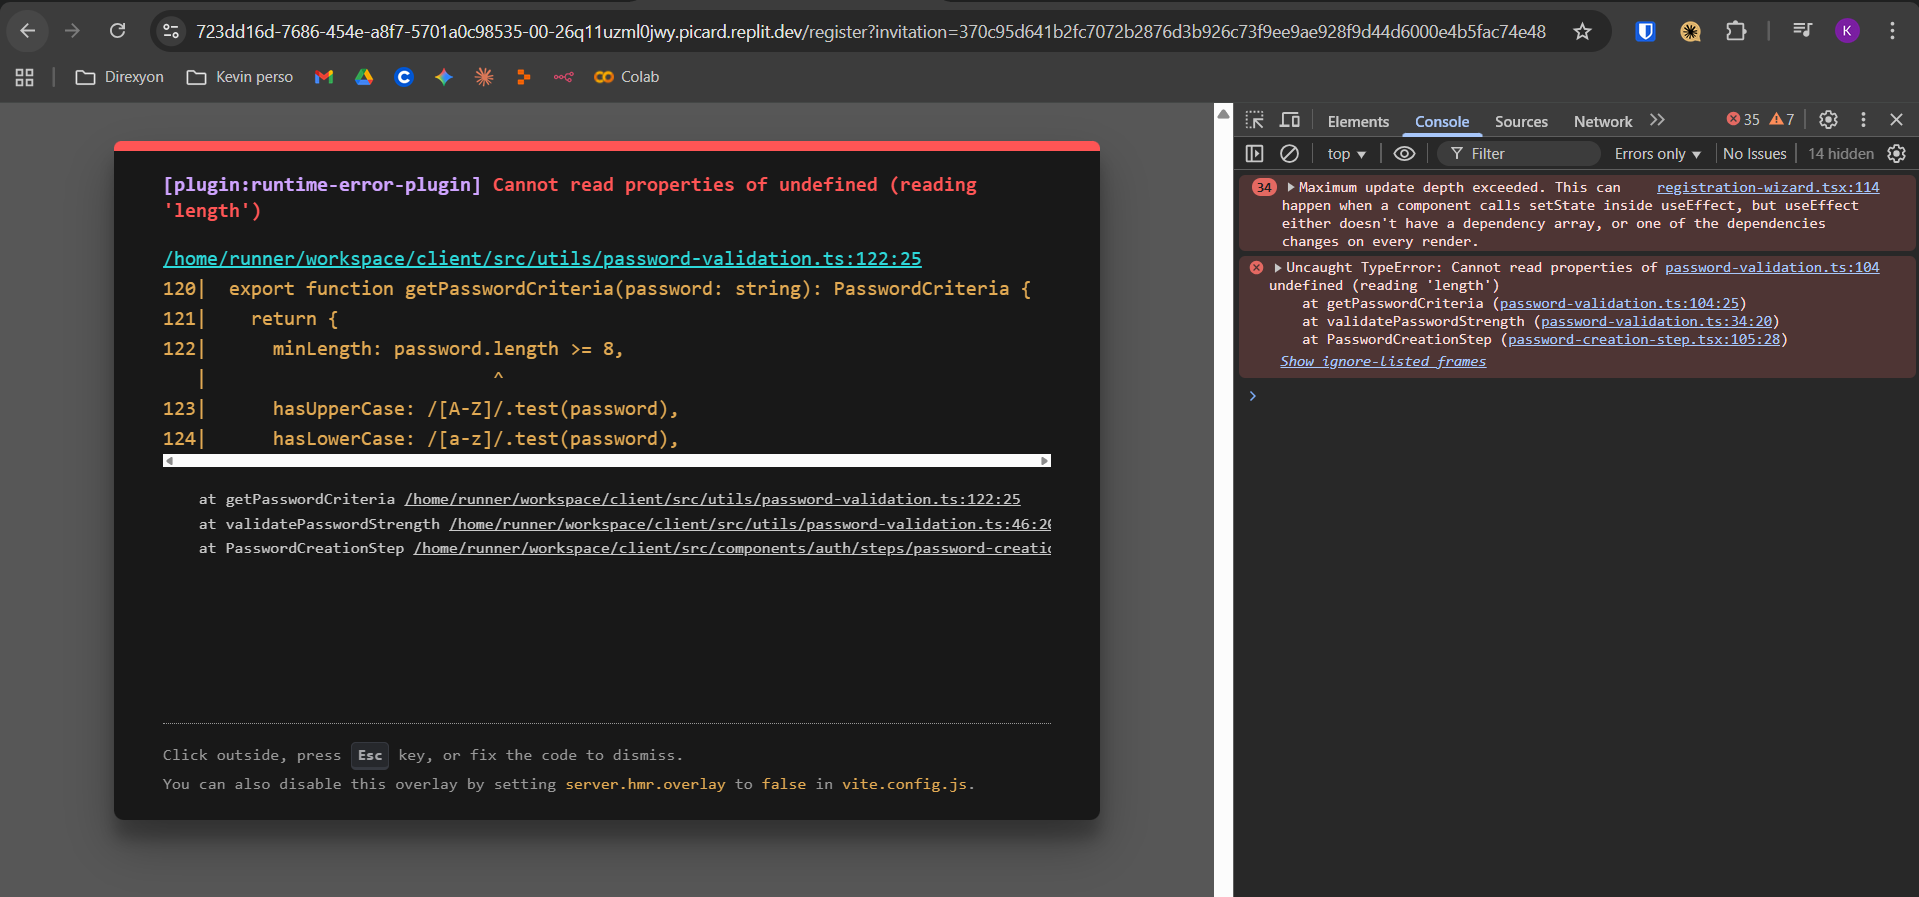 723dd16d-7686-454e-a8f7-5701a0c98535-00-26q11uzml0jwy.picard.replit.dev/register?invitation=370c95d641b2fc7072b2876d3b926c73f9ee9ae928f9d44d6000e4b5fac74e48
K
Direxyon
Kevin perso
Colab
[plugin:runtime-error-plugin] Cannot read properties of undefined (reading
'length')
/home/runner/workspace/client/src/utils/password-validation.ts:122:25
120|  export function getPasswordCriteria(password: string): PasswordCriteria {
121|    return {
122|      minLength: password.length >= 8,
|                          ^
123|      hasUpperCase: /[A-Z]/.test(password),
124|      hasLowerCase: /[a-z]/.test(password),
at getPasswordCriteria /home/runner/workspace/client/src/utils/password-validation.ts:122:25
at validatePasswordStrength /home/runner/workspace/client/src/utils/password-validation.ts:46:20
at PasswordCreationStep /home/runner/workspace/client/src/components/auth/steps/password-creatio
Click outside, press Esc key, or fix the code to dismiss.
You can also disable this overlay by setting server.hmr.overlay to false in vite.config.js.
Elements Console Sources Network 35 7
top Filter Errors only No Issues 14 hidden
34 Maximum update depth exceeded. This can registration-wizard.tsx:114
happen when a component calls setState inside useEffect, but useEffect
either doesn't have a dependency array, or one of the dependencies
changes on every render.
Uncaught TypeError: Cannot read properties of password-validation.ts:104
undefined (reading 'length')
at getPasswordCriteria (password-validation.ts:104:25)
at validatePasswordStrength (password-validation.ts:34:20)
at PasswordCreationStep (password-creation-step.tsx:105:28)
Show ignore-listed frames